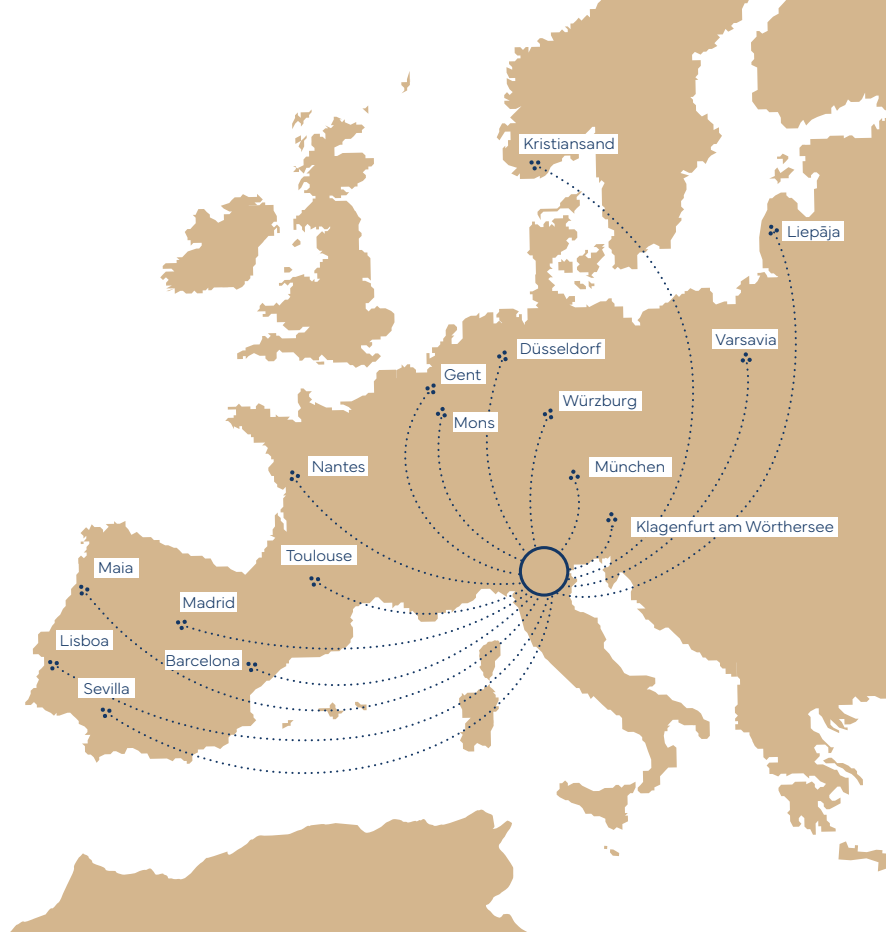 Kristiansand
Liepāja
Varsavia
Düsseldorf
Gent
Würzburg
Mons
Nantes
München
Klagenfurt am Wörthersee
Toulouse
Maia
Madrid
Lisboa
Barcelona
Sevilla